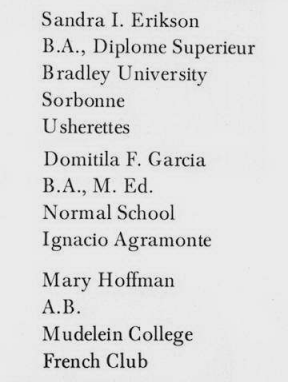 Sandra I. Erikson
B.A., Diplome Superieur
Bradley University
Sorbonne
Usherettes
Domitila F. Garcia
B.A., M. Ed.
Normal School
Ignacio Agramonte
Mary Hoffman
A.B.
Mudelein College
French Club